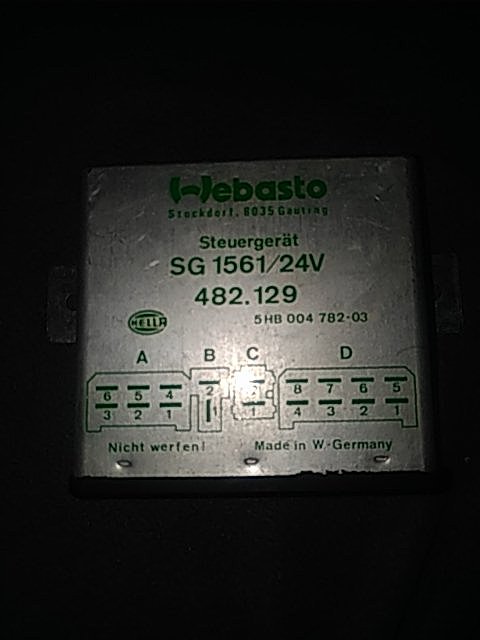 Webasto
Stockdorf. 8035 Gauting
Steuergerät
SG 1561/24V
482.129
HELLA 5HB 004 782-03
A B C D
6 5 4 2 8 7 6 5
3 2 1 1 1 4 3 2 1
Nicht werfen! Made in W.-Germany